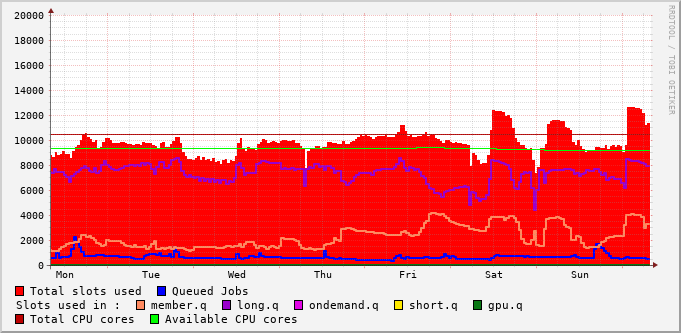 RRDTOOL / TOBI OETIKER
20000
18000
16000
14000
12000
10000
8000
6000
4000
2000
0
Mon Tue Wed Thu Fri Sat Sun
Total slots used Queued Jobs
Slots used in : member.q long.q ondemand.q short.q gpu.q
Total CPU cores Available CPU cores